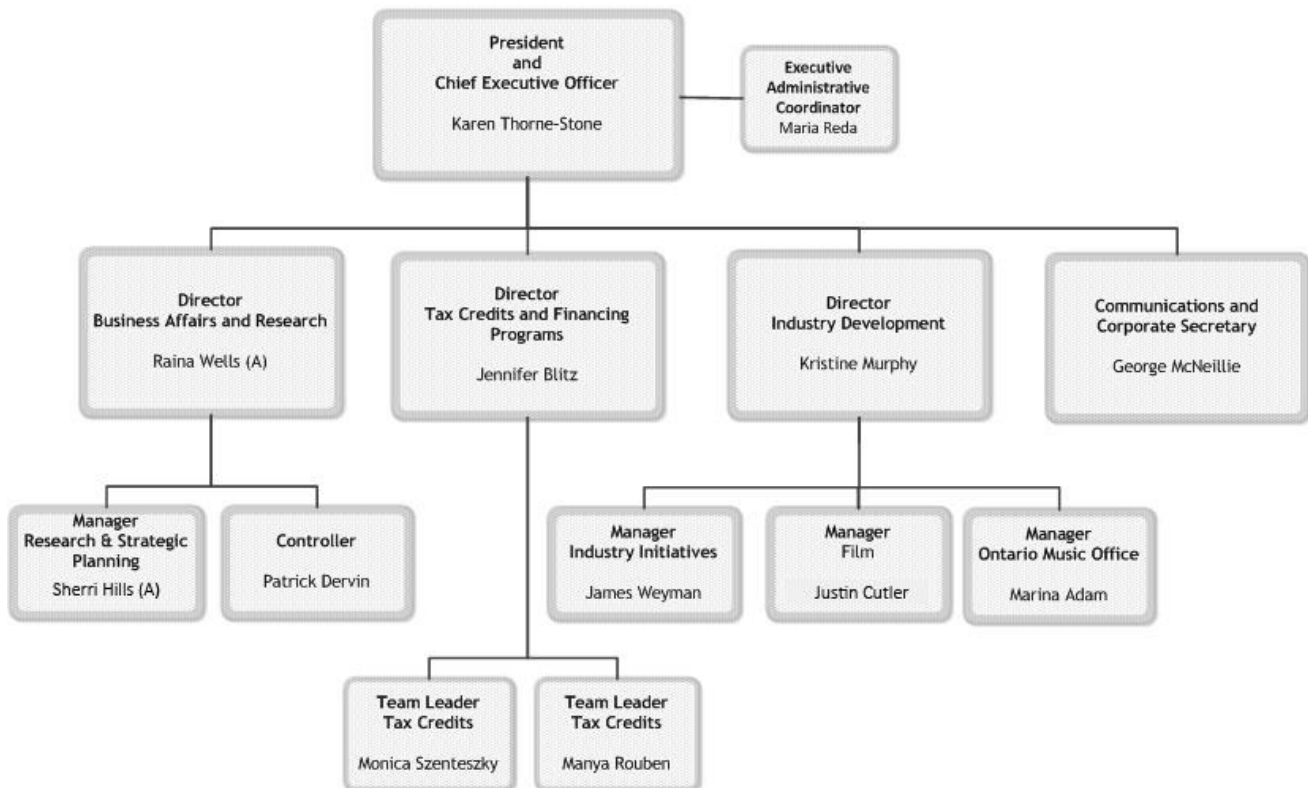 President
and
Chief Executive Officer
Karen Thorne-Stone
Executive
Administrative
Coordinator
Maria Reda
Director
Business Affairs and Research
Raina Wells (A)
Director
Tax Credits and Financing
Programs
Jennifer Blitz
Director
Industry Development
Kristine Murphy
Communications and
Corporate Secretary
George McNeillie
Manager
Research & Strategic
Planning
Sherri Hills (A)
Controller
Patrick Dervin
Manager
Industry Initiatives
James Weyman
Manager
Film
Justin Cutler
Manager
Ontario Music Office
Marina Adam
Team Leader
Tax Credits
Monica Szenteszky
Team Leader
Tax Credits
Manya Rouben